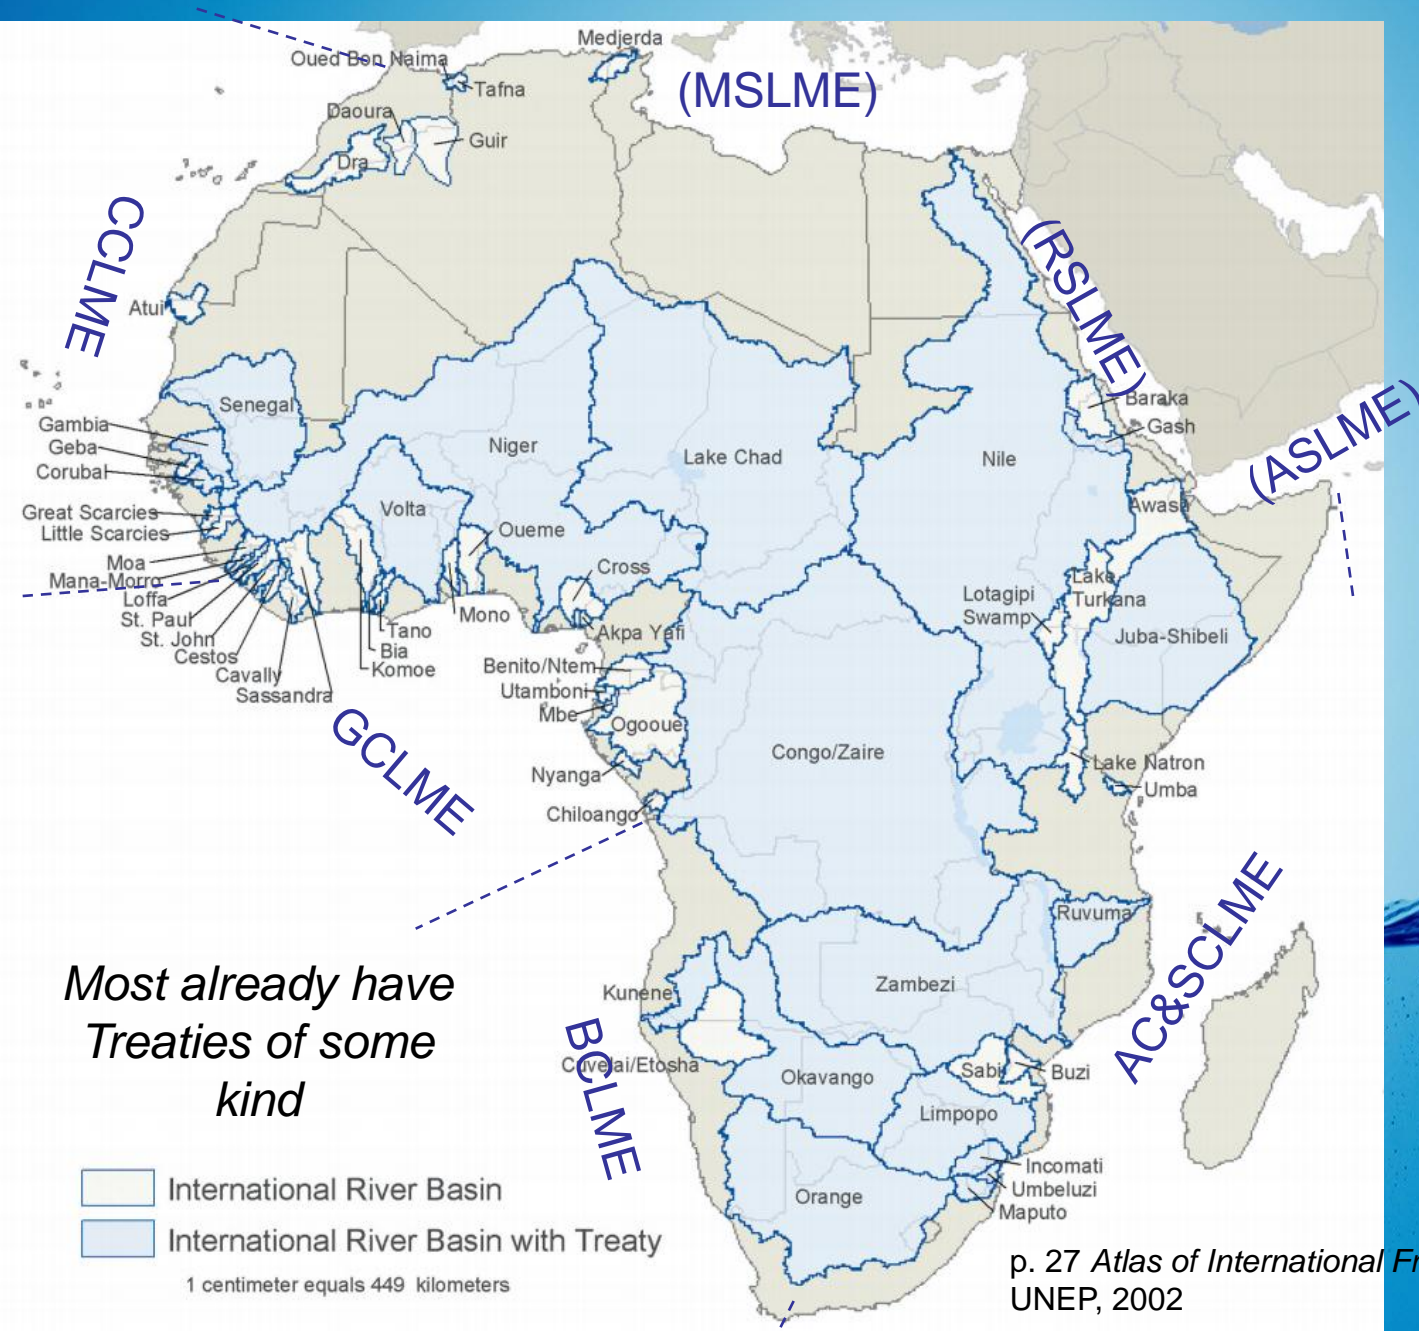 Medjerda
Oued Bon Naima
Tafna
(MSLME)
Daoura
Guir
Dra
CCLME
(RSLME)
Atui
Baraka
Senegal
Gambia
Gash
(ASLME)
Geba
Niger
Lake Chad
Nile
Corubal
Awash
Volta
Great Scarcies
Oueme
Little Scarcies
Moa
Cross
Mana-Morro
Lake
Turkana
Loffa
Lotagipi
Swamp
St. Paul
Mono
Tano
Akpa Yafi
Juba-Shibeli
St. John
Bia
Cestos
Komoe
Benito/Ntem
Cavally
Utamboni
Sassandra
Mbe
Ogooue
GCLME
Congo/Zaire
Lake Natron
Nyanga
Umba
Chiloango
AC&SCLME
Ruvuma
Most already have
Treaties of some
kind
Kunene
Zambezi
BCLME
Cuvelai/Etosha
Okavango
Sabi
Buzi
Limpopo
Incomati
Umbeluzi
Orange
Maputo
International River Basin
International River Basin with Treaty
1 centimeter equals 449 kilometers
p. 27 Atlas of International Fr
UNEP, 2002